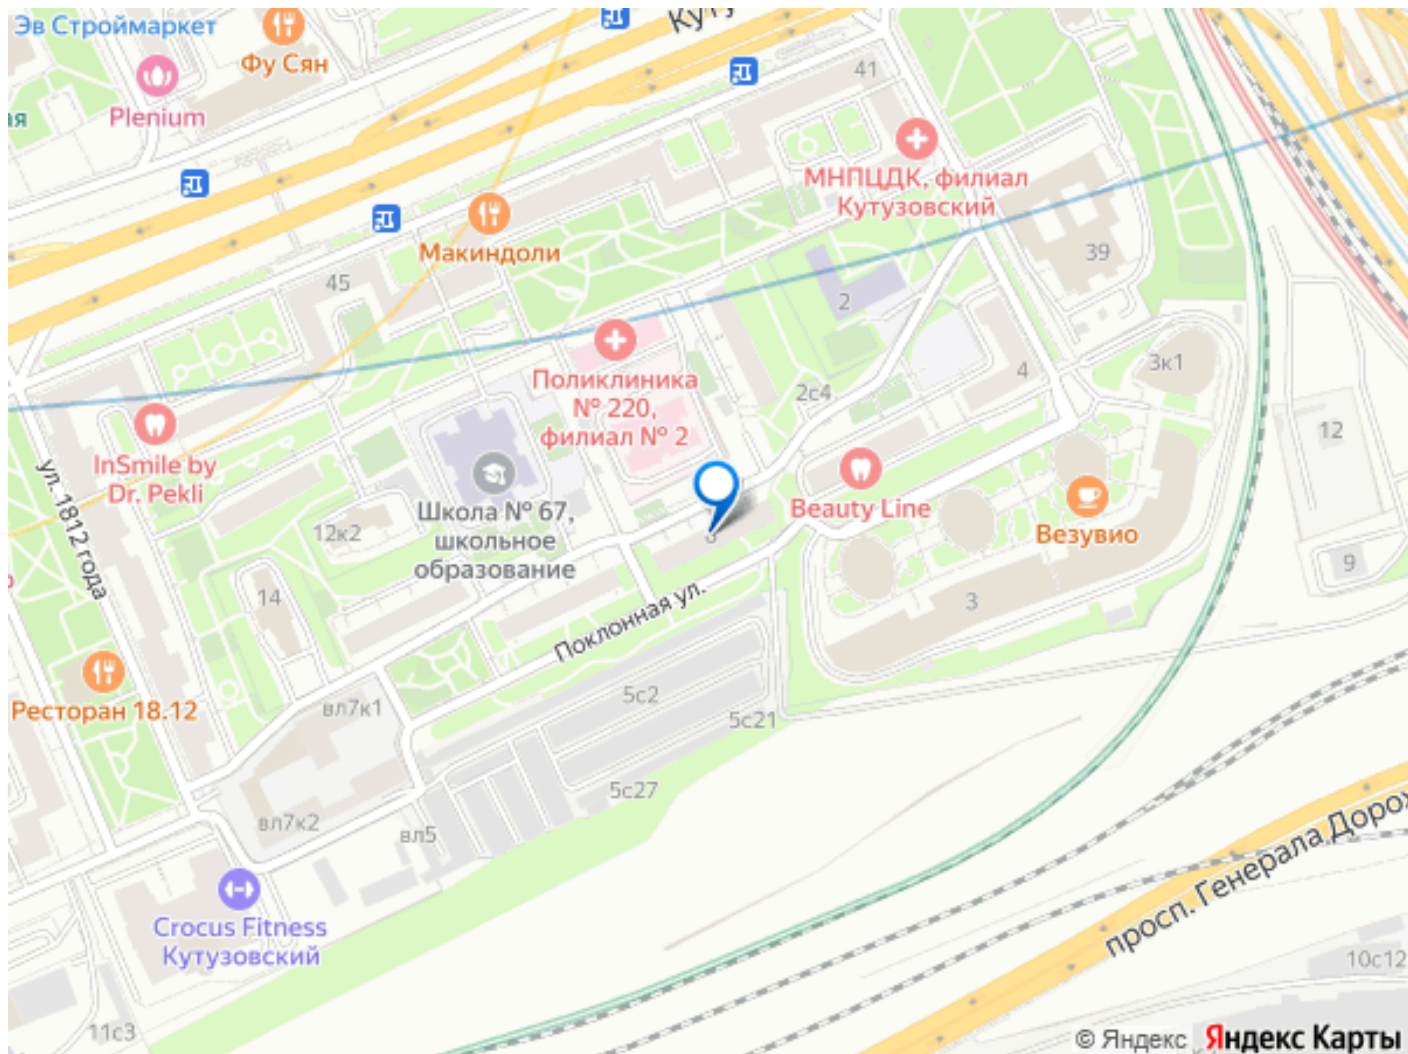 Эв Строймаркет
Фу Сян
Plenium
ая
Куту
41
МНПЦДК, филиал
Кутузовский
Макиндоли
45
39
2
3к1
4
2с4
Поликлиника
№ 220,
филиал № 2
InSmile by
Dr. Pekli
ул. 1812 года
Школа № 67,
школьное
образование
12к2
14
Beauty Line
Везувио
12
9
3
Поклонная ул.
Ресторан 18.12
вл7к1
5с2
5с21
5с27
вл7к2
вл5
просп. Генерала Дорох
Crocus Fitness
Кутузовский
10с12
11с3
© Яндекс Яндекс Карты